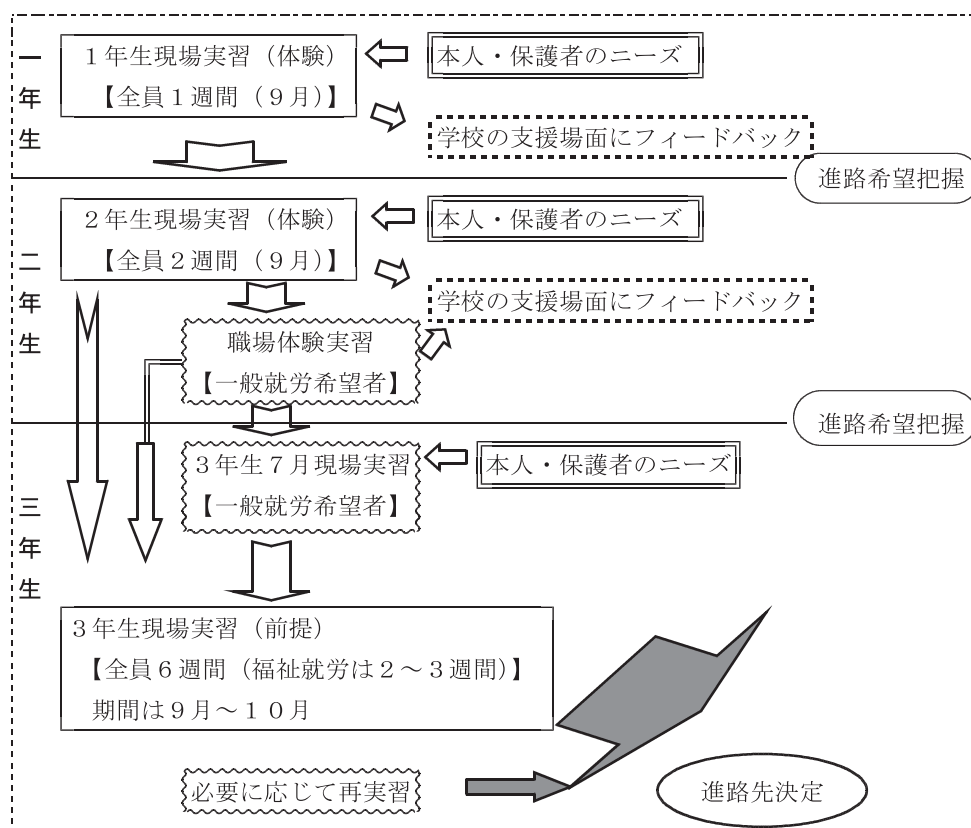 一年生
１年生現場実習（体験）
【全員１週間（９月）】
本人・保護者のニーズ
学校の支援場面にフィードバック
進路希望把握
二年生
２年生現場実習（体験）
【全員２週間（９月）】
本人・保護者のニーズ
学校の支援場面にフィードバック
職場体験実習
【一般就労希望者】
進路希望把握
三年生
３年生７月現場実習
【一般就労希望者】
本人・保護者のニーズ
３年生現場実習（前提）
【全員６週間（福祉就労は２～３週間）】
期間は９月～１０月
必要に応じて再実習
進路先決定